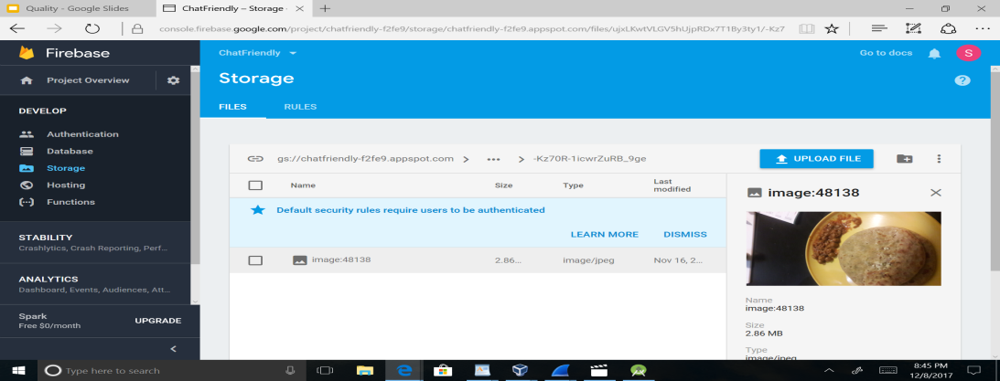 Quality - Google Slides
ChatFriendly – Storage -
console.firebase.google.com/project/chatfriendly-f2fe9/storage/chatfriendly-f2fe9.appspot.com/files/ujxLKwtVLGV5hUjpRDx7T1By3ty1/-Kz7
Firebase
ChatFriendly
Go to docs
S
Project Overview
Storage
?
DEVELOP
FILES
RULES
Authentication
Database
Storage
Hosting
Functions
gs://chatfriendly-f2fe9.appspot.com > ••• > -Kz70R-1icwrZuRB_9ge
UPLOAD FILE
Name
Size
Type
Last
modified
image:48138
Default security rules require users to be authenticated
LEARN MORE
DISMISS
image:48138
2.86...
image/jpeg
Nov 16, 2...
STABILITY
Crashlytics, Crash Reporting, Perf...
ANALYTICS
Dashboard, Events, Audiences, Att...
Spark
Free $0/month
UPGRADE
Name
image:48138
Size
2.86 MB
Type
image/jpeg
Type here to search
8:45 PM
12/8/2017